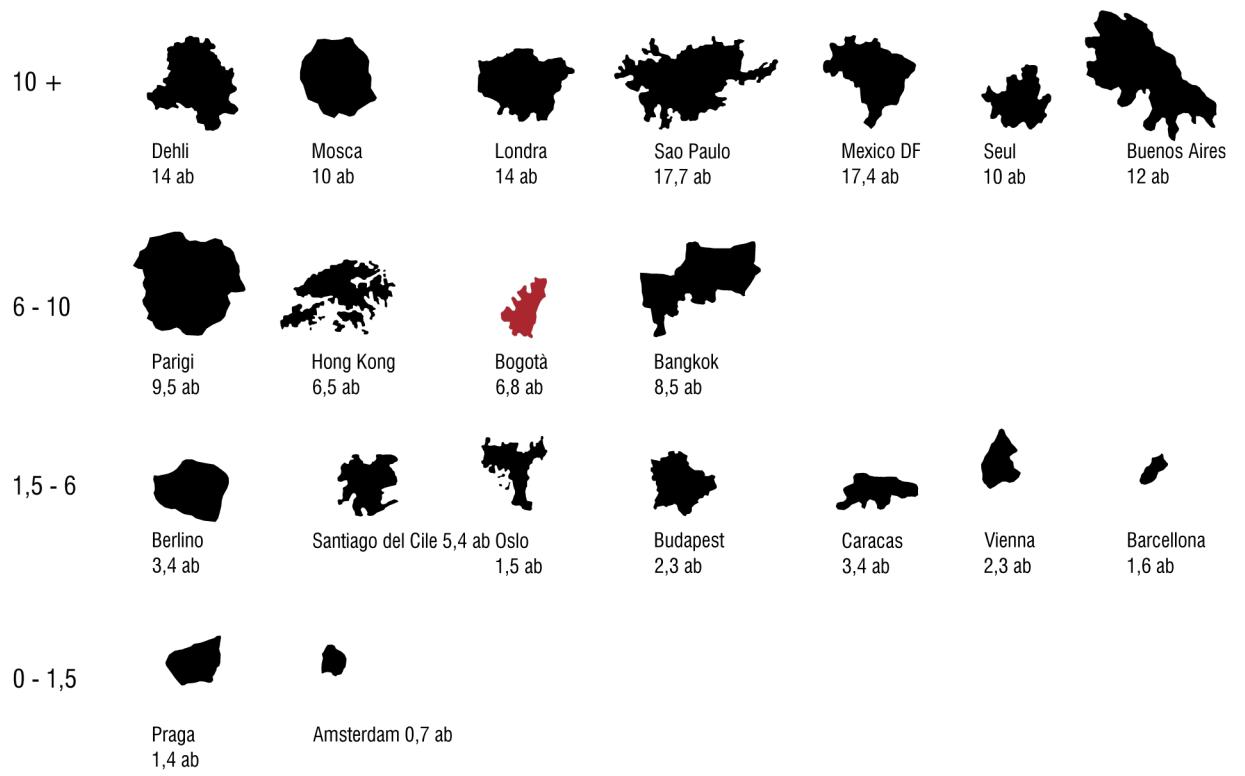 10 +
Dehli
14 ab
Mosca
10 ab
Londra
14 ab
Sao Paulo
17,7 ab
Mexico DF
17,4 ab
Seul
10 ab
Buenos Aires
12 ab
6 - 10
Parigi
9,5 ab
Hong Kong
6,5 ab
Bogotà
6,8 ab
Bangkok
8,5 ab
1,5 - 6
Berlino
3,4 ab
Santiago del Cile 5,4 ab
Oslo
1,5 ab
Budapest
2,3 ab
Caracas
3,4 ab
Vienna
2,3 ab
Barcellona
1,6 ab
0 - 1,5
Praga
1,4 ab
Amsterdam 0,7 ab